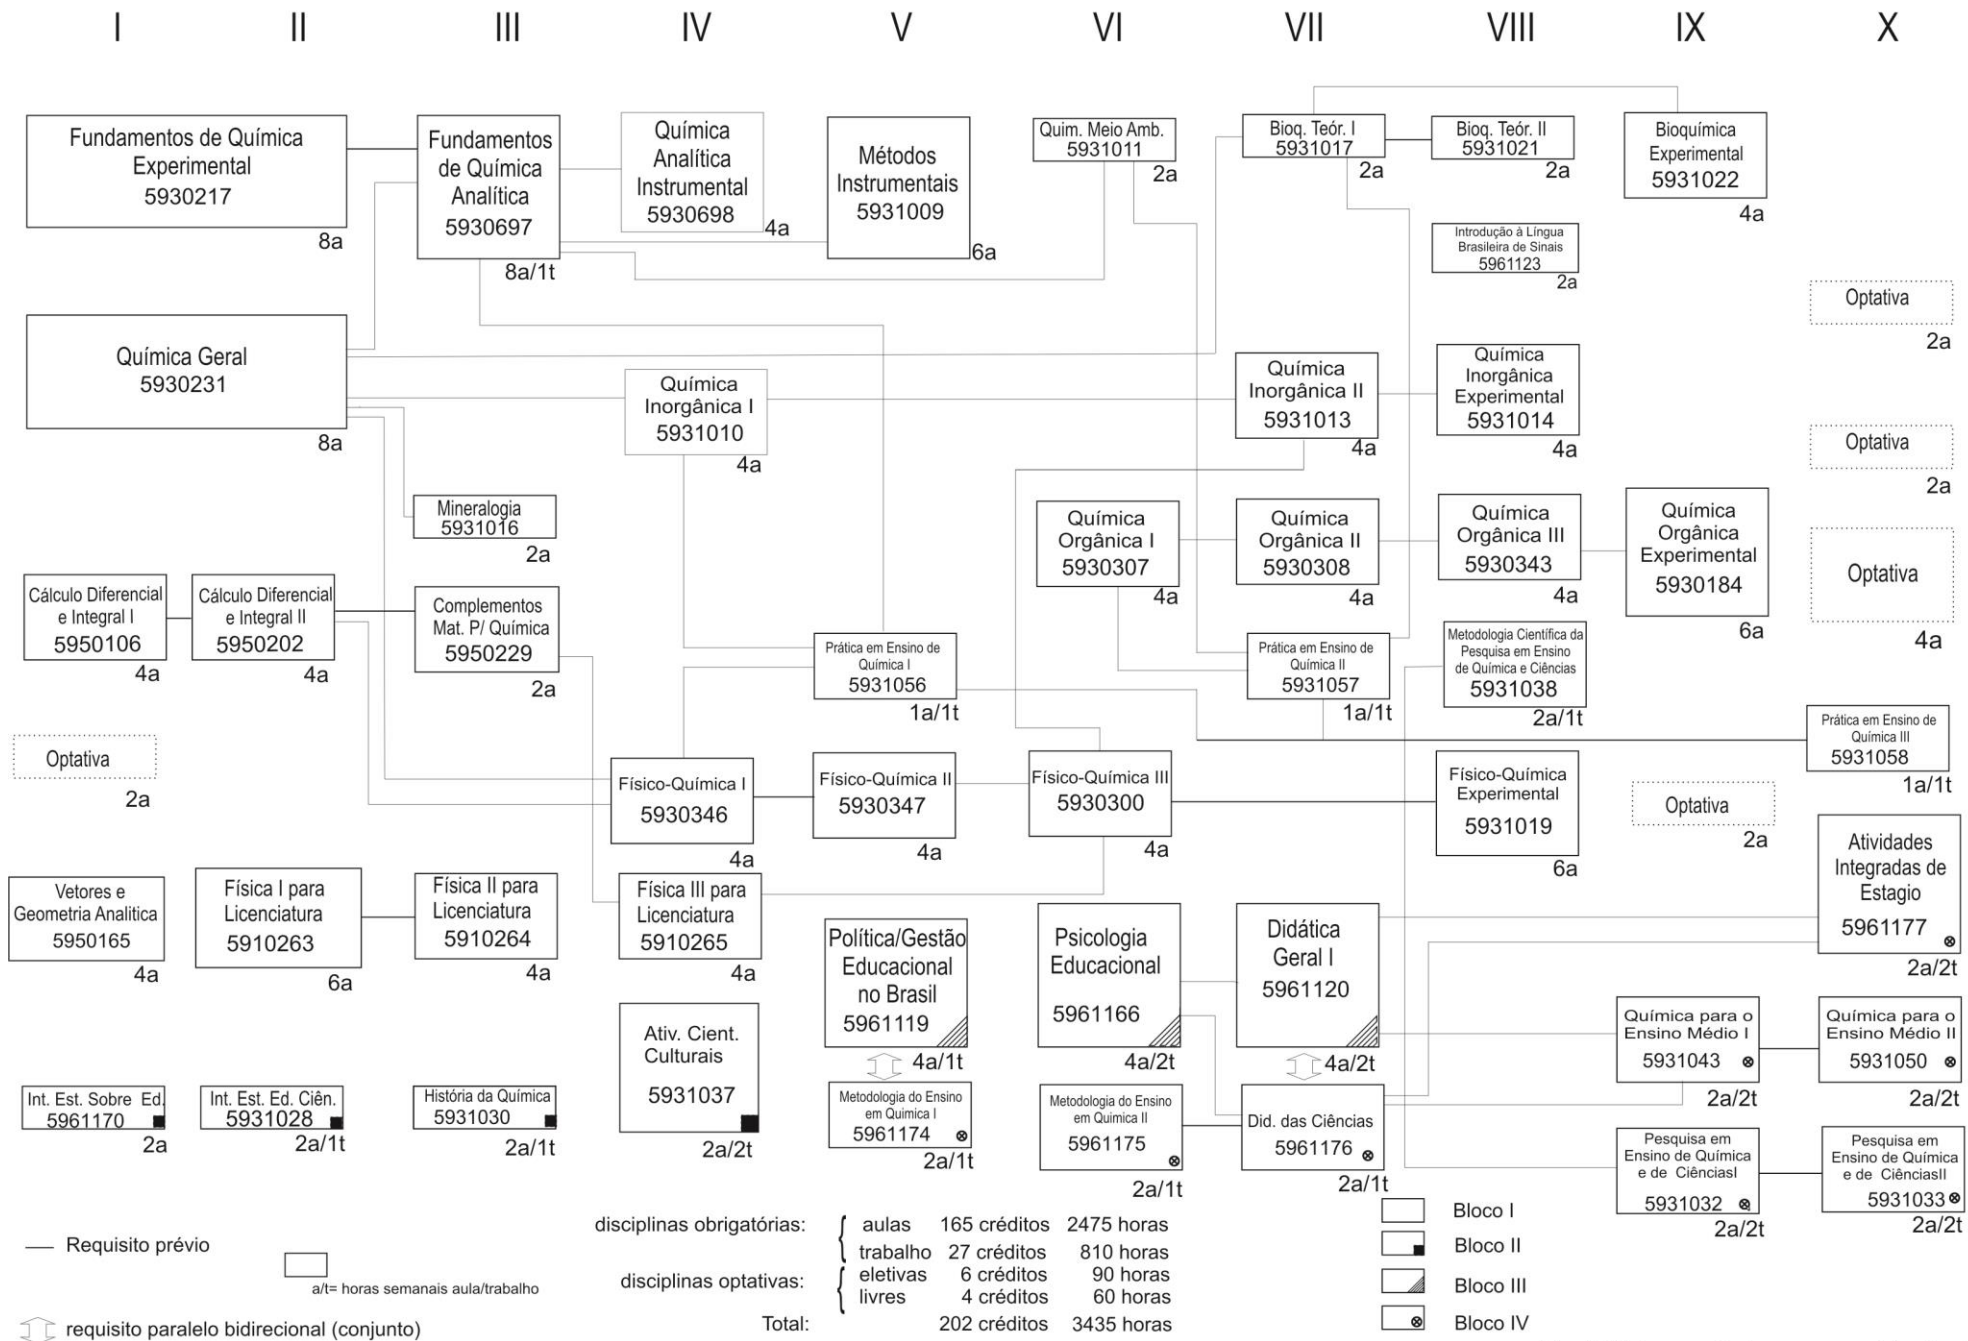 I II III IV V VI VII VIII IX X
Fundamentos de Química
Experimental
5930217
8a
Fundamentos
de Química
Analítica
5930697
8a/1t
Química
Analítica
Instrumental
5930698
4a
Métodos
Instrumentais
5931009
6a
Quim. Meio Amb.
5931011
2a
Bioq. Teór. I
5931017
2a
Bioq. Teór. II
5931021
2a
Bioquímica
Experimental
5931022
4a
Introdução à Língua
Brasileira de Sinais
5961123
2a
Optativa
2a
Química Geral
5930231
8a
Química
Inorgânica I
5931010
4a
Química
Inorgânica II
5931013
4a
Química
Inorgânica
Experimental
5931014
4a
Optativa
2a
Mineralogia
5931016
2a
Química
Orgânica I
5930307
4a
Química
Orgânica II
5930308
4a
Química
Orgânica III
5930343
4a
Química
Orgânica
Experimental
5930184
6a
Optativa
4a
Cálculo Diferencial
e Integral I
5950106
4a
Cálculo Diferencial
e Integral II
5950202
4a
Complementos
Mat. P/ Química
5950229
2a
Prática em Ensino de
Química I
5931056
1a/1t
Prática em Ensino de
Química II
5931057
1a/1t
Metodologia Científica da
Pesquisa em Ensino
de Química e Ciências
5931038
2a/1t
Prática em Ensino de
Química III
5931058
1a/1t
Optativa
2a
Físico-Química I
5930346
4a
Físico-Química II
5930347
4a
Físico-Química III
5930300
4a
Físico-Química
Experimental
5931019
6a
Optativa
2a
Atividades
Integradas de
Estagio
5961177
2a/2t
Vetores e
Geometria Analitica
5950165
4a
Física I para
Licenciatura
5910263
6a
Física II para
Licenciatura
5910264
4a
Física III para
Licenciatura
5910265
4a
Política/Gestão
Educacional
no Brasil
5961119
4a/1t
Psicologia
Educacional
5961166
4a/2t
Didática
Geral I
5961120
4a/2t
Química para o
Ensino Médio I
5931043
2a/2t
Química para o
Ensino Médio II
5931050
2a/2t
Int. Est. Sobre Ed.
5961170
2a
Int. Est. Ed. Ciên.
5931028
2a/1t
História da Química
5931030
2a/1t
Ativ. Cient.
Culturais
5931037
2a/2t
Metodologia do Ensino
em Quimica I
5961174
2a/1t
Metodologia do Ensino
em Quimica II
5961175
2a/1t
Did. das Ciências
5961176
2a/1t
Pesquisa em
Ensino de Química
e de CiênciasI
5931032
2a/2t
Pesquisa em
Ensino de Química
e de CiênciasII
5931033
2a/2t
Requisito prévio
a/t= horas semanais aula/trabalho
requisito paralelo bidirecional (conjunto)
disciplinas obrigatórias: { aulas 165 créditos 2475 horas
trabalho 27 créditos 810 horas
disciplinas optativas: { eletivas 6 créditos 90 horas
livres 4 créditos 60 horas
Total: 202 créditos 3435 horas
Bloco I
Bloco II
Bloco III
Bloco IV